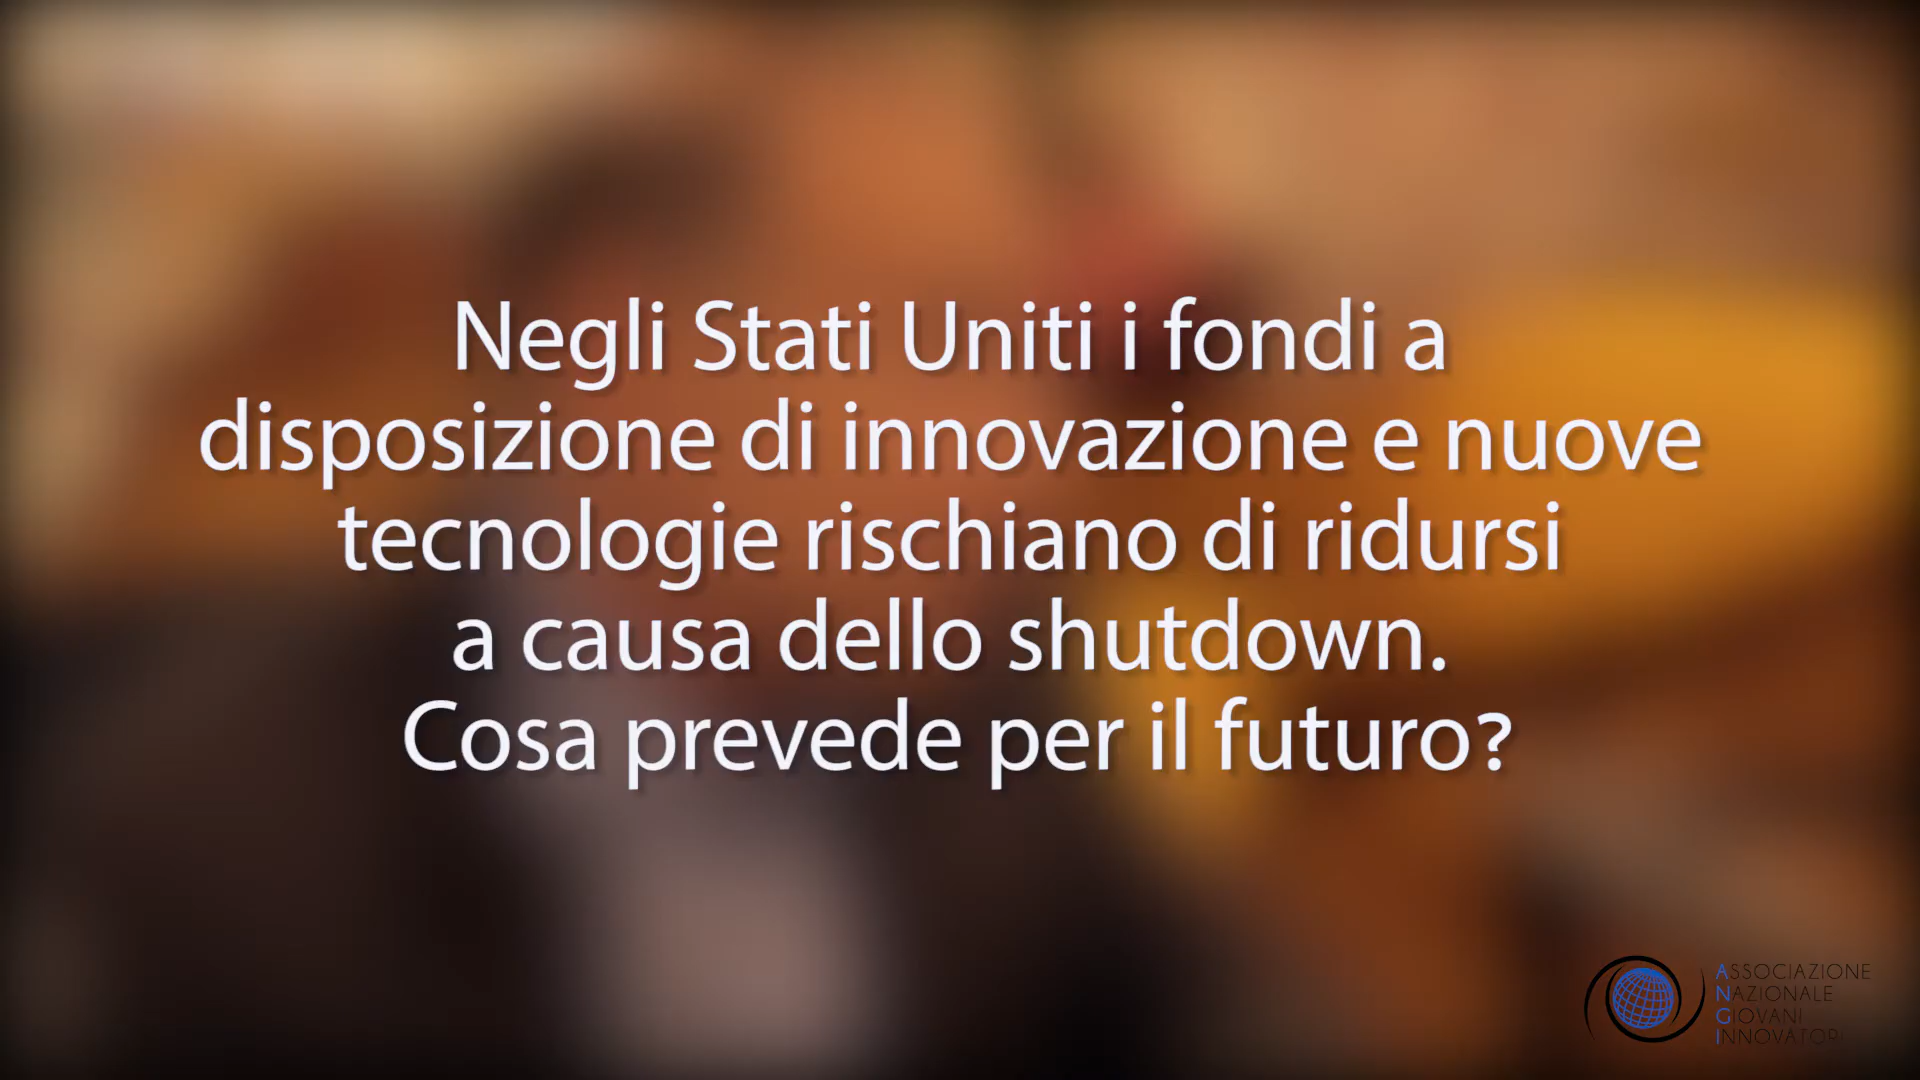 Negli Stati Uniti i fondi a
disposizione di innovazione e nuove
tecnologie rischiano di ridursi
a causa dello shutdown.
Cosa prevede per il futuro?
ASSOCIAZIONE
NAZIONALE
GIOVANI
INNOVATORI